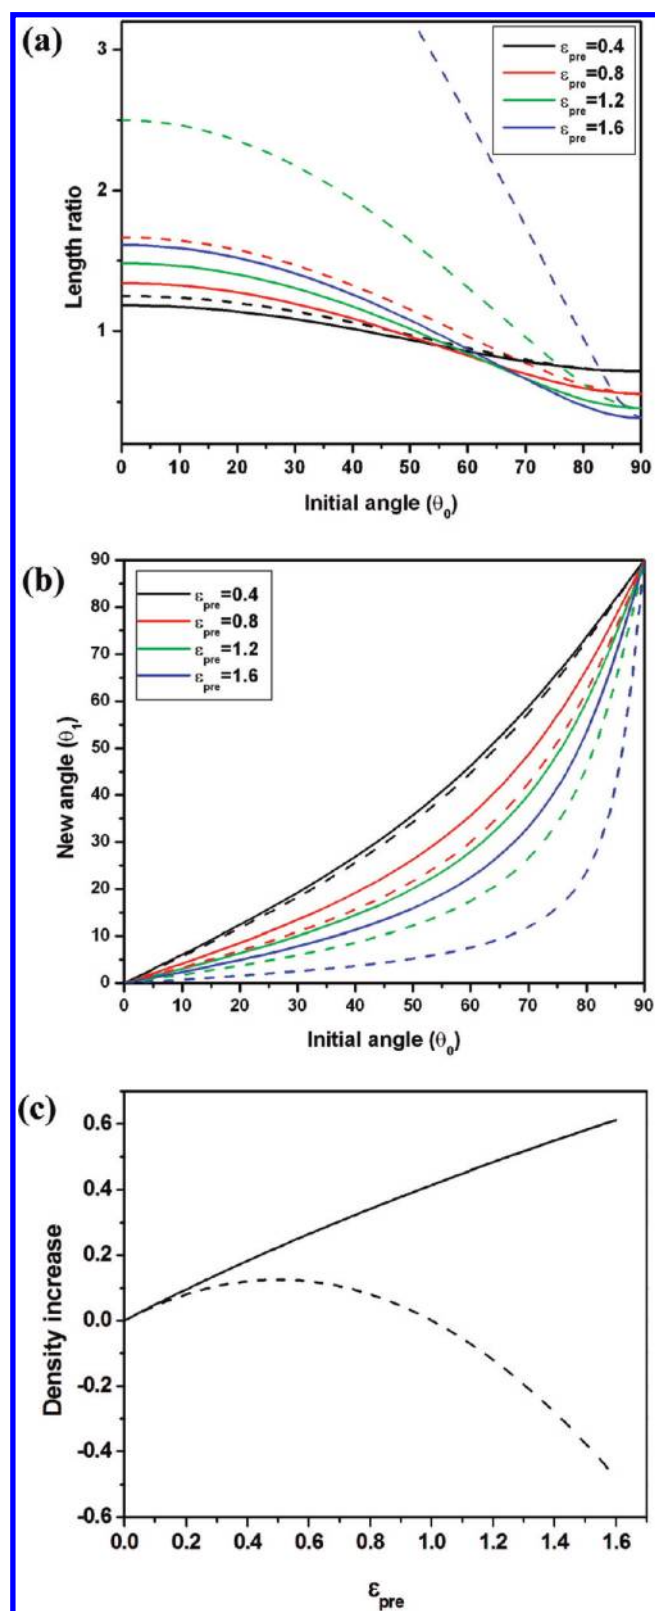 (a)
3
2
1
Length ratio
ε_pre=0.4
ε_pre=0.8
ε_pre=1.2
ε_pre=1.6
0 10 20 30 40 50 60 70 80 90
Initial angle (θ_0)
(b)
90
80
70
60
50
40
30
20
10
0
New angle (θ_1)
ε_pre=0.4
ε_pre=0.8
ε_pre=1.2
ε_pre=1.6
0 10 20 30 40 50 60 70 80 90
Initial angle (θ_0)
(c)
0.6
0.4
0.2
0.0
-0.2
-0.4
-0.6
Density increase
0.0 0.2 0.4 0.6 0.8 1.0 1.2 1.4 1.6
ε_pre